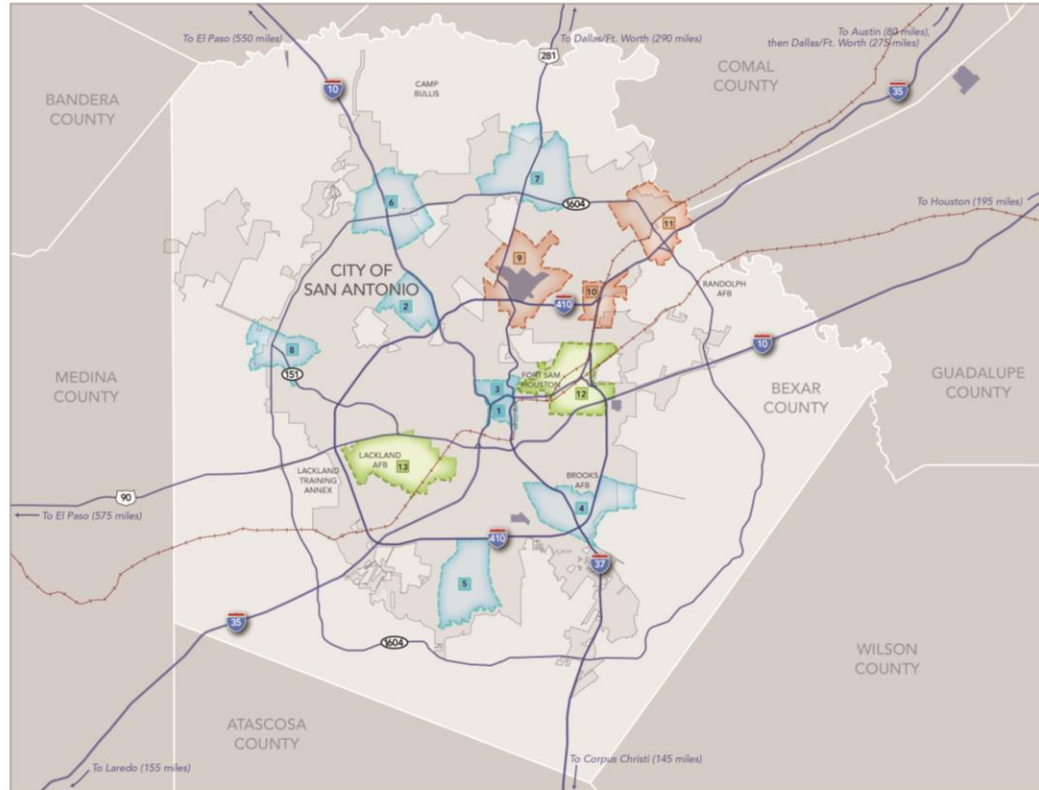 To El Paso (550 miles)
To Dallas/Ft. Worth (290 miles)
To Austin (80 miles),
then Dallas/Ft. Worth (275 miles)
281
COMAL
COUNTY
CAMP
BULLIS
10
35
BANDERA
COUNTY
7
6
1604
To Houston (195 miles)
11
9
CITY OF
SAN ANTONIO
RANDOLPH
AFB
10
2
410
10
8
151
MEDINA
COUNTY
FORT SAM
HOUSTON
GUADALUPE
COUNTY
3
12
BEXAR
COUNTY
1
LACKLAND
AFB
13
LACKLAND
TRAINING
ANNEX
BROOKS
AFB
90
4
To El Paso (575 miles)
410
37
5
35
1604
WILSON
COUNTY
ATASCOSA
COUNTY
To Laredo (155 miles)
To Corpus Christi (145 miles)